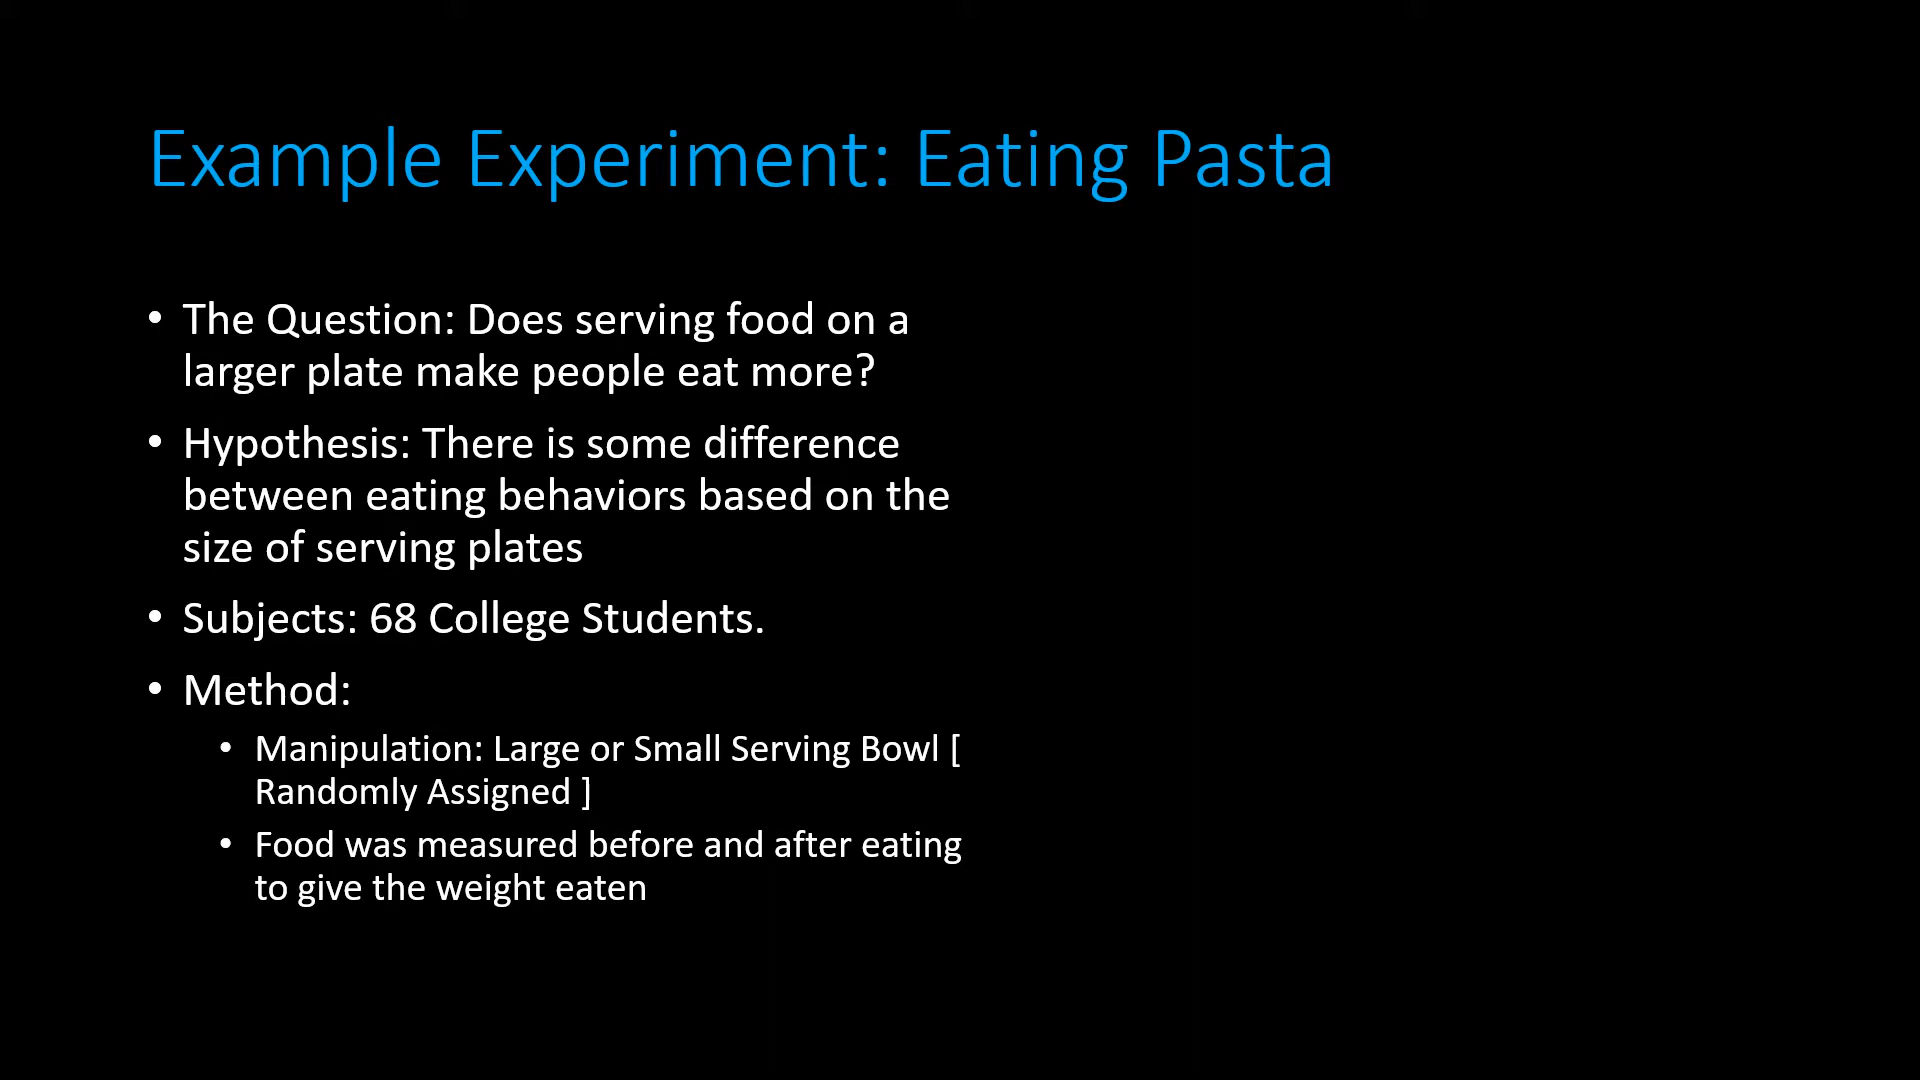 Example Experiment: Eating Pasta
• The Question: Does serving food on a
larger plate make people eat more?
• Hypothesis: There is some difference
between eating behaviors based on the
size of serving plates
• Subjects: 68 College Students.
• Method:
• Manipulation: Large or Small Serving Bowl [
Randomly Assigned ]
• Food was measured before and after eating
to give the weight eaten